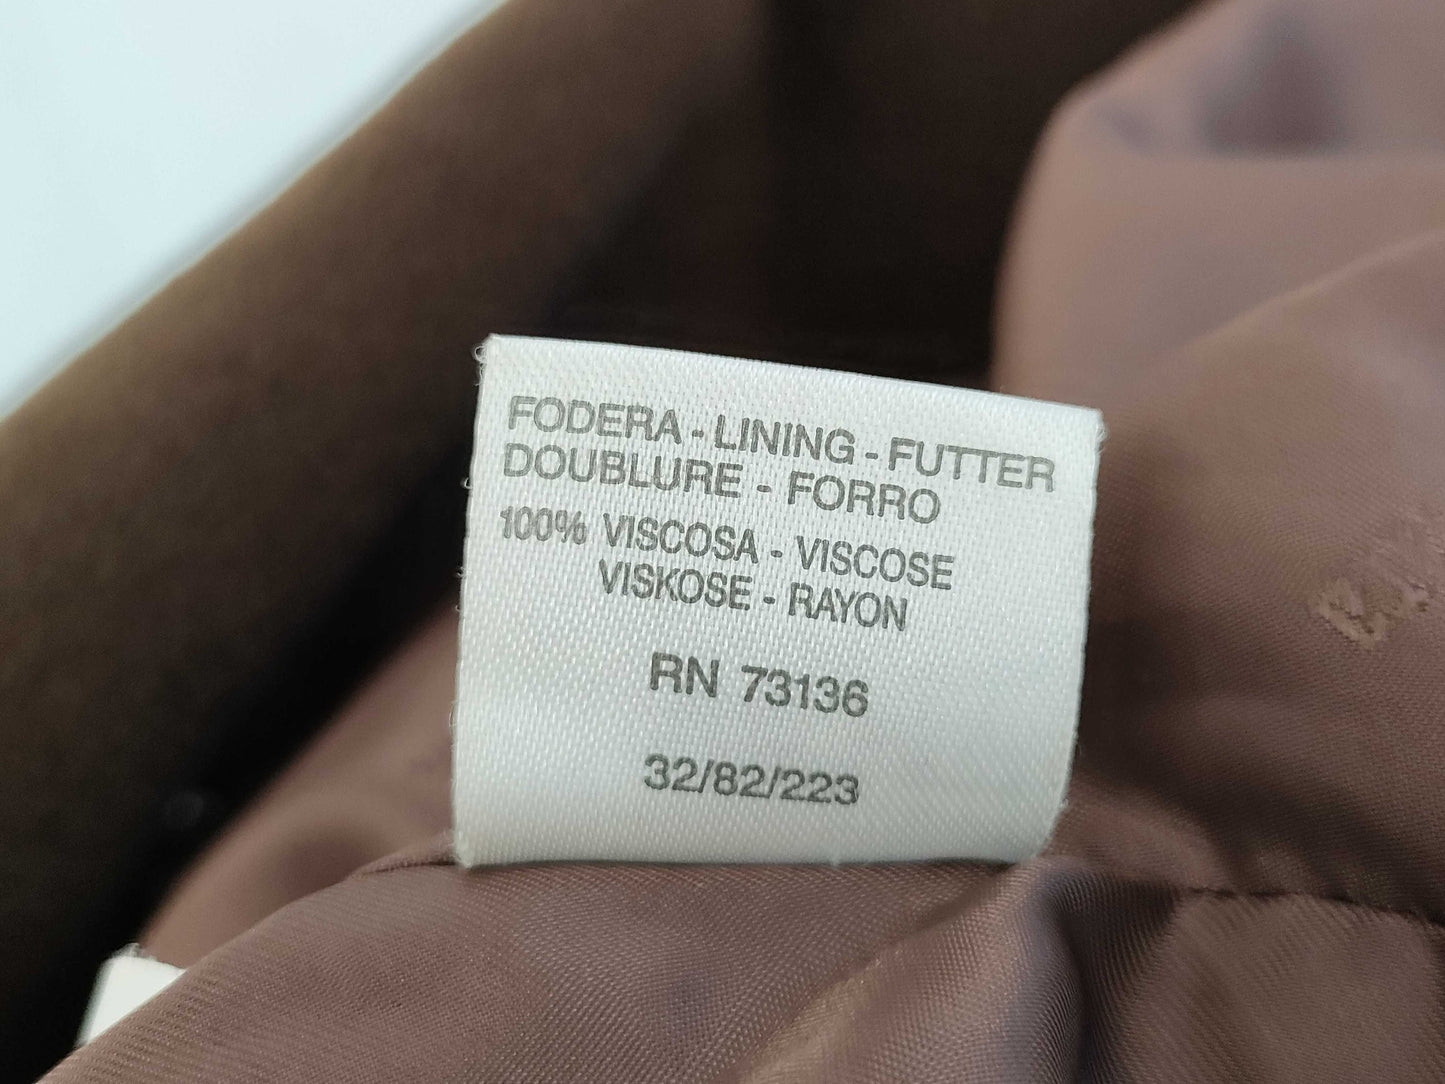 FODERA - LINING - FUTTER
DOUBLURE - FORRO
100% VISCOSA - VISCOSE
VISKOSE - RAYON
RN 73136
32/82/223